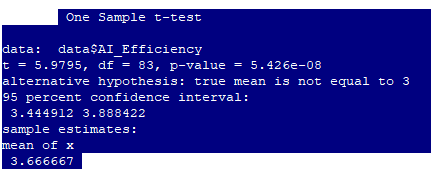 One Sample t-test
data: data$AI_Efficiency
t = 5.9795, df = 83, p-value = 5.426e-08
alternative hypothesis: true mean is not equal to 3
95 percent confidence interval:
3.444912 3.888422
sample estimates:
mean of x
3.666667